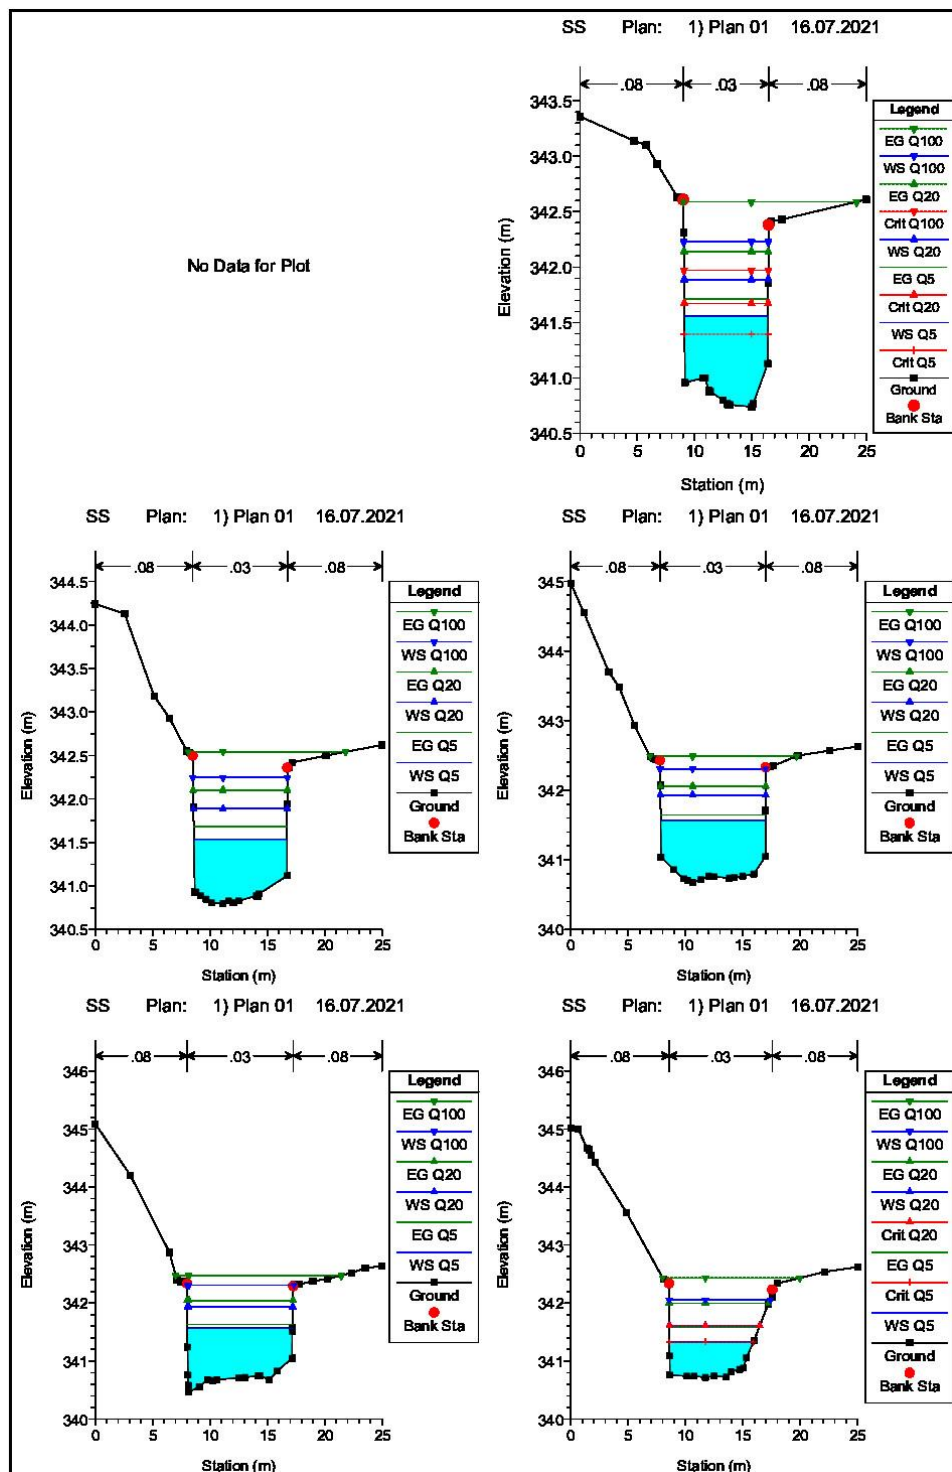 No Data for Plot
SS Plan: 1) Plan 01 16.07.2021
.08 .03 .08
343.5
343.0
342.5
342.0
341.5
341.0
340.5
Elevation (m)
0 5 10 15 20 25
Station (m)
Legend
EG Q100
WS Q100
EG Q20
Crit Q100
WS Q20
EG Q5
Crit Q20
WS Q5
Crit Q5
Ground
Bank Sta
SS Plan: 1) Plan 01 16.07.2021
.08 .03 .08
344.5
344.0
343.5
343.0
342.5
342.0
341.5
341.0
340.5
Elevation (m)
0 5 10 15 20 25
Station (m)
Legend
EG Q100
WS Q100
EG Q20
WS Q20
EG Q5
WS Q5
Ground
Bank Sta
SS Plan: 1) Plan 01 16.07.2021
.08 .03 .08
345
344
343
342
341
340
Elevation (m)
0 5 10 15 20 25
Station (m)
Legend
EG Q100
WS Q100
EG Q20
WS Q20
EG Q5
WS Q5
Ground
Bank Sta
SS Plan: 1) Plan 01 16.07.2021
.08 .03 .08
346
345
344
343
342
341
340
Elevation (m)
0 5 10 15 20 25
Station (m)
Legend
EG Q100
WS Q100
EG Q20
WS Q20
EG Q5
WS Q5
Ground
Bank Sta
SS Plan: 1) Plan 01 16.07.2021
.08 .03 .08
346
345
344
343
342
341
340
Elevation (m)
0 5 10 15 20 25
Station (m)
Legend
EG Q100
WS Q100
EG Q20
WS Q20
Crit Q20
EG Q5
Crit Q5
WS Q5
Ground
Bank Sta